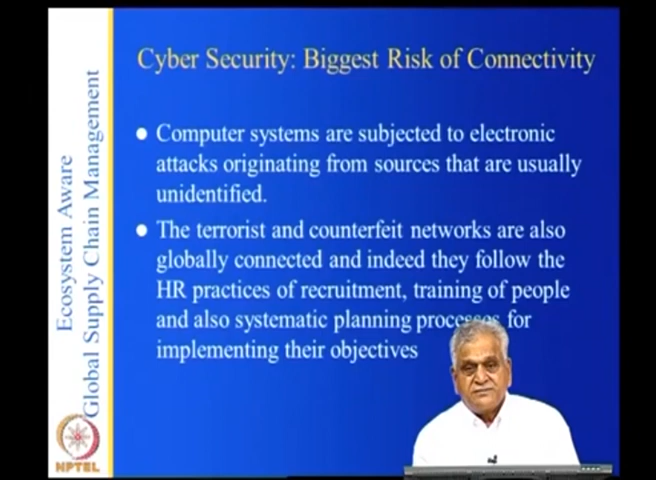 Cyber Security: Biggest Risk of Connectivity
Ecosystem Aware
Global Supply Chain Management
● Computer systems are subjected to electronic
attacks originating from sources that are usually
unidentified.
● The terrorist and counterfeit networks are also
globally connected and indeed they follow the
HR practices of recruitment, training of people
and also systematic planning processes for
implementing their objectives
NPTEL